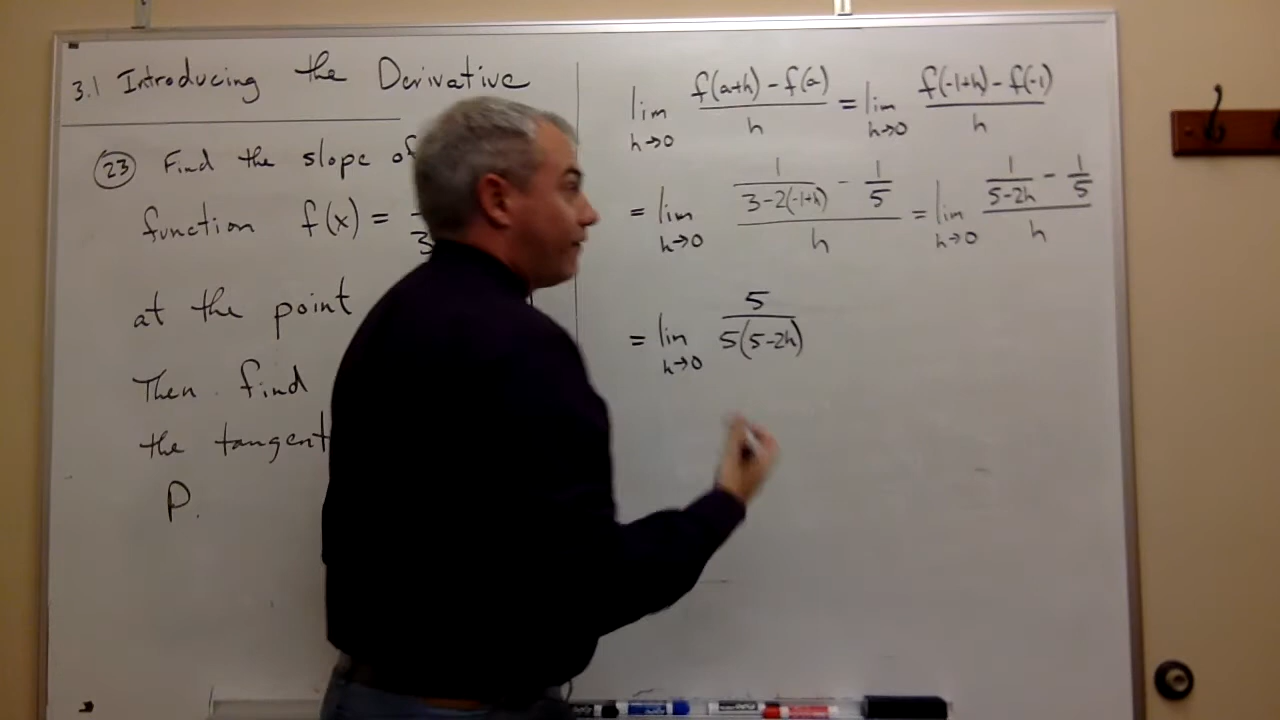 3.1 Introducing the Derivative
23 Find the slope of
function f(x) =
3
at the point
Then find
the tangent
P.
lim h→0 (f(a+h) - f(a))/h = lim h→0 (f(-1+h) - f(-1))/h
= lim h→0 (1/(3-2(-1+h)) - 1/5)/h = lim h→0 (1/(5-2h) - 1/5)/h
= lim h→0 5/(5(5-2h))